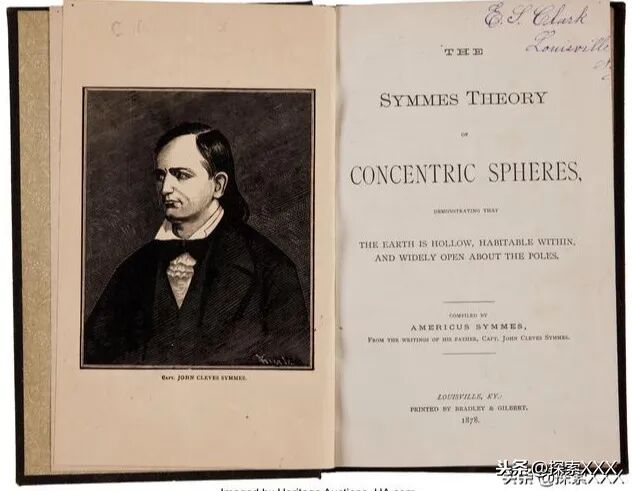 Capt. JOHN CLEVES SYMMES.
E. S. Clark
Louisville
THE
SYMMES THEORY
OF
CONCENTRIC SPHERES,
DEMONSTRATING THAT
THE EARTH IS HOLLOW, HABITABLE WITHIN,
AND WIDELY OPEN ABOUT THE POLES.
COMPILED BY
AMERICUS SYMMES,
From the writings of his father, Capt. John Cleves Symmes.
LOUISVILLE, KY.:
PRINTED BY BRADLEY & GILBERT.
1878.
头条 @探索XXX
Imaged by Heritage Auctions, HA.com